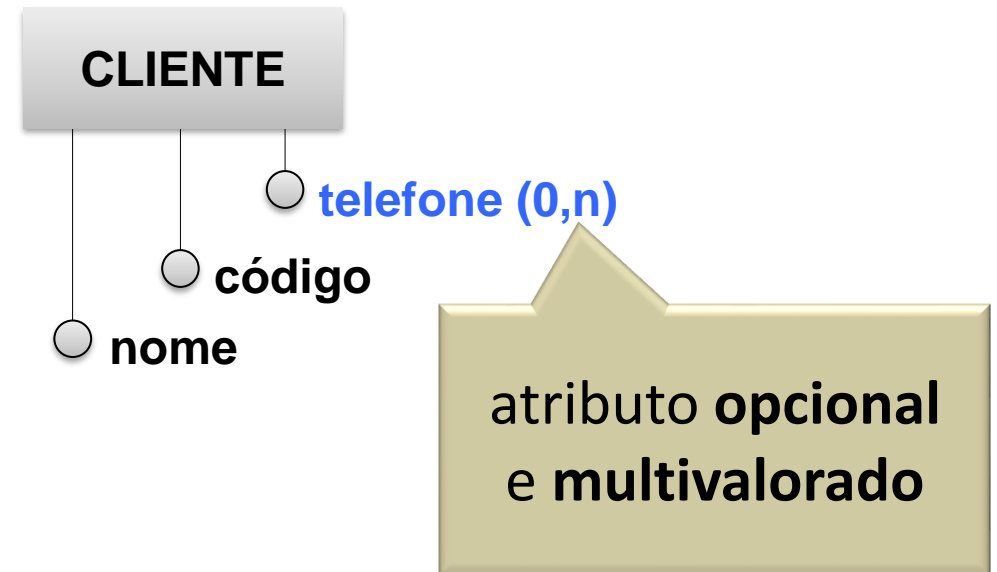 CLIENTE
telefone (0,n)
código
nome
atributo opcional
e multivalorado